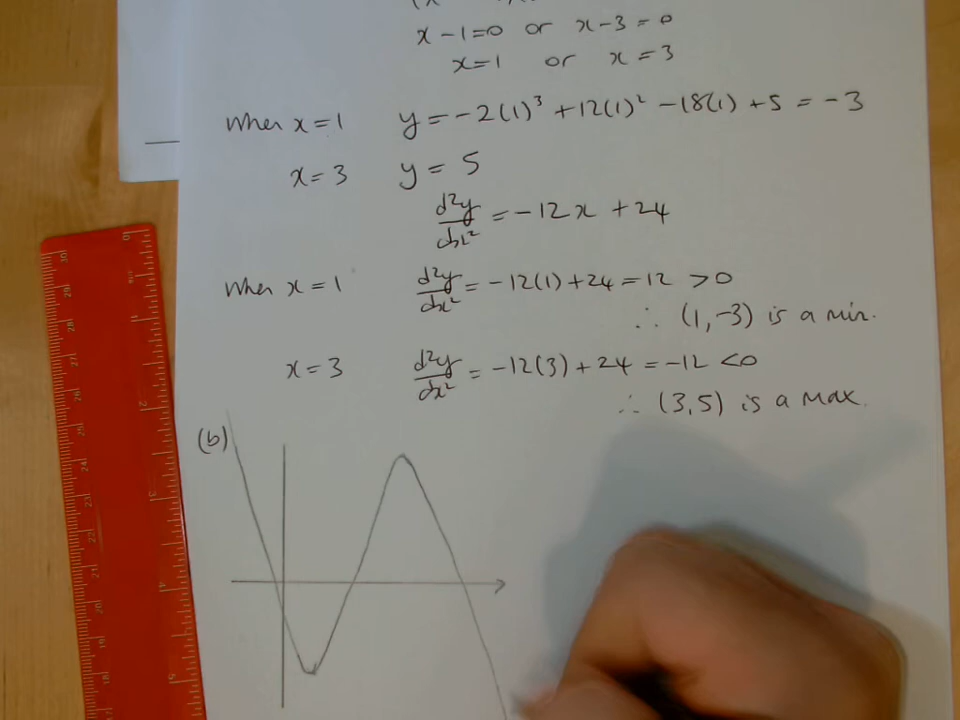 x-1=0 or x-3=0
x=1 or x=3
When x=1 y=-2(1)³+12(1)²-18(1)+5=-3
x=3 y=5
d²y/dx² = -12x+24
When x=1 d²y/dx² = -12(1)+24=12 >0
∴ (1,-3) is a min.
x=3 d²y/dx² = -12(3)+24=-12<0
∴ (3,5) is a max.
(b)